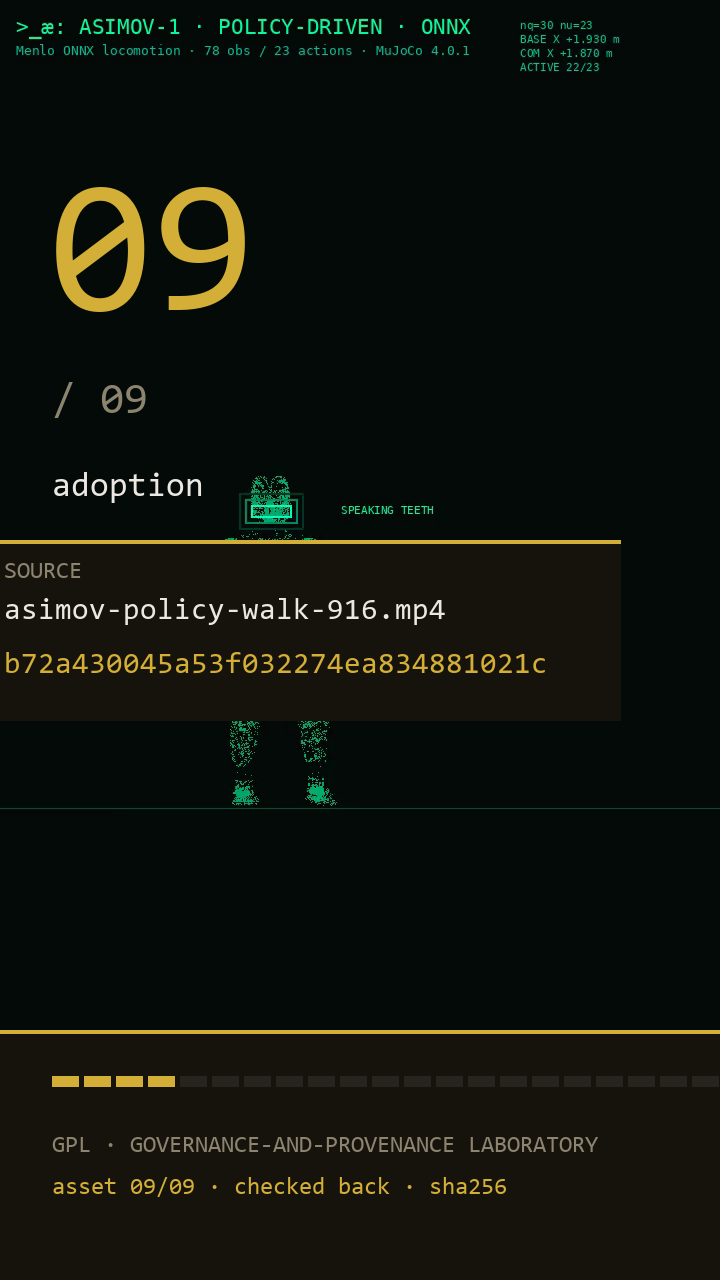 >_æ: ASIMOV-1 · POLICY-DRIVEN · ONNX
Menlo ONNX locomotion · 78 obs / 23 actions · MuJoCo 4.0.1
nq=30 nu=23
BASE X +1.930 m
COM X +1.870 m
ACTIVE 22/23
09
/ 09
adoption
SPEAKING TEETH
SOURCE
asimov-policy-walk-916.mp4
b72a430045a53f032274ea834881021c
GPL · GOVERNANCE-AND-PROVENANCE LABORATORY
asset 09/09 · checked back · sha256